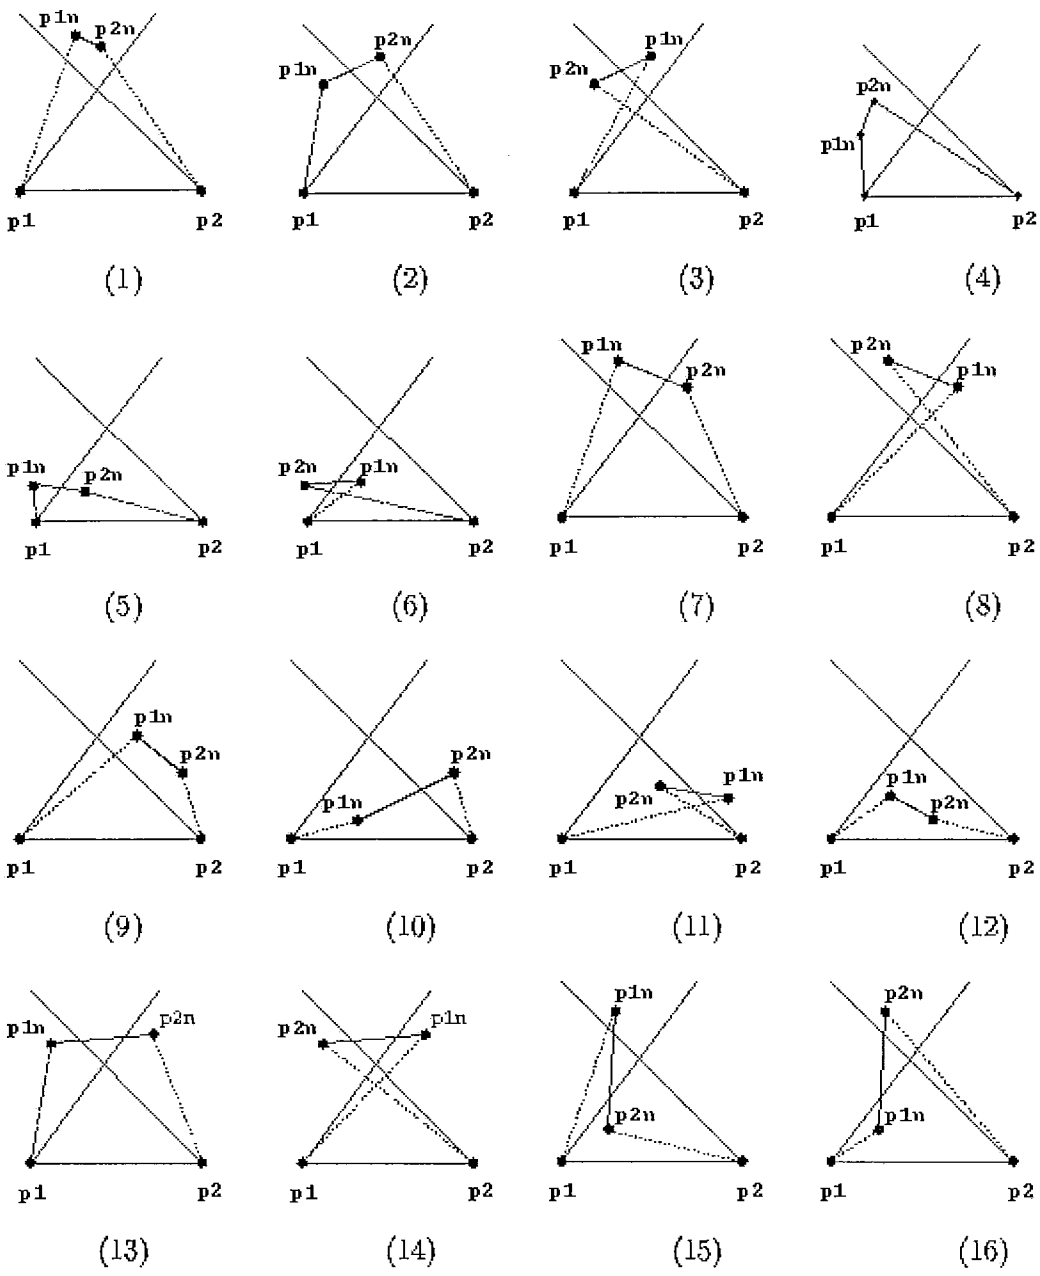 p1n p2n p1 p2
(1)
p1n p2n p1 p2
(2)
p2n p1n p1 p2
(3)
p2n p1n p1 p2
(4)
p1n p2n p1 p2
(5)
p2n p1n p1 p2
(6)
p1n p2n p1 p2
(7)
p2n p1n p1 p2
(8)
p1n p2n p1 p2
(9)
p2n p1n p1 p2
(10)
p1n p2n p1 p2
(11)
p1n p2n p1 p2
(12)
p1n p2n p1 p2
(13)
p2n p1n p1 p2
(14)
p1n p2n p1 p2
(15)
p2n p1n p1 p2
(16)